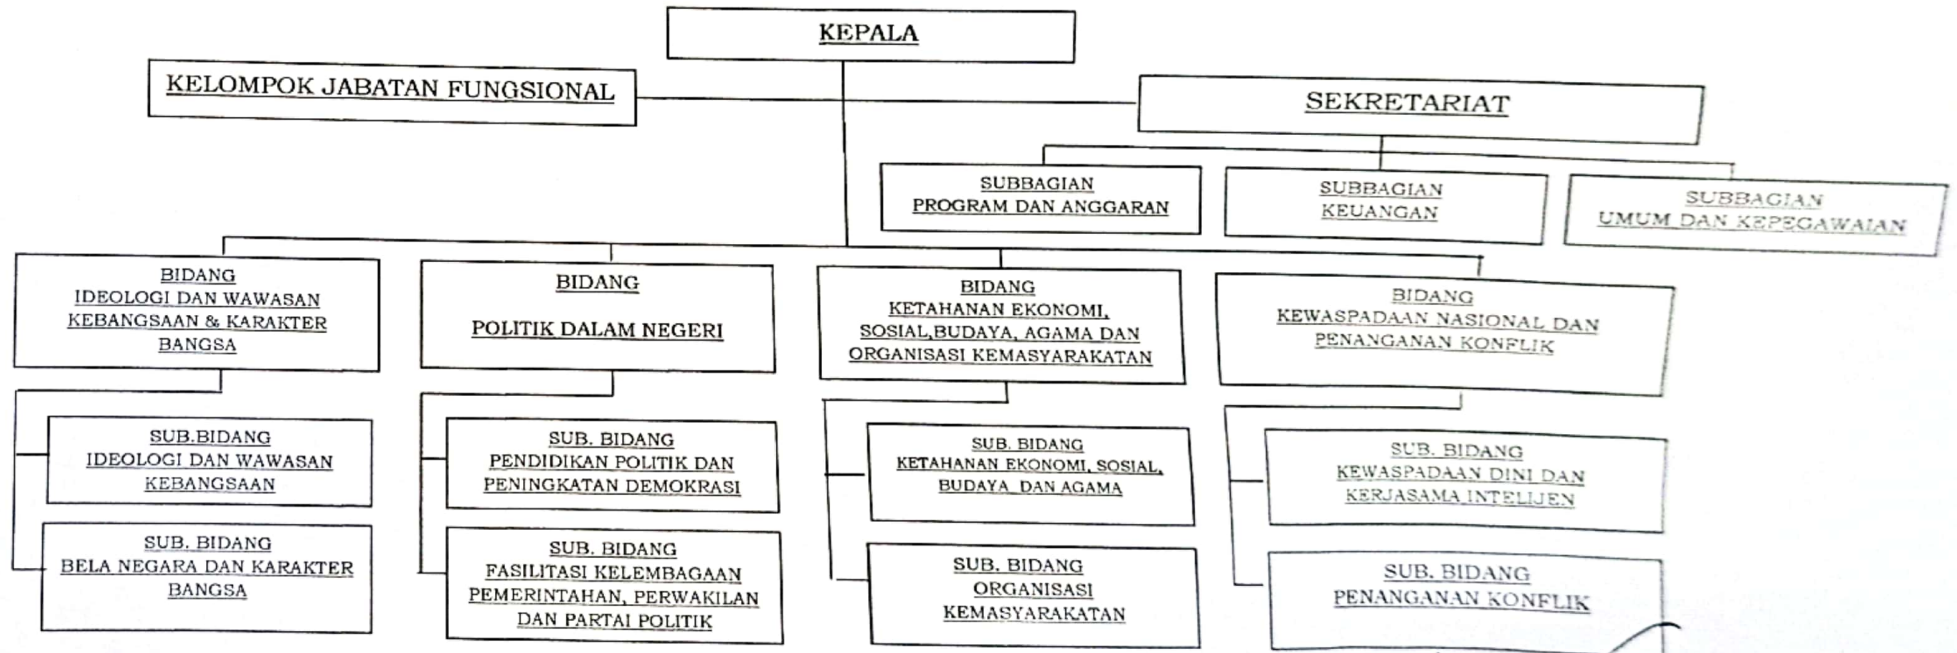 KEPALA
KELOMPOK JABATAN FUNGSIONAL
SEKRETARIAT
SUBBAGIAN
PROGRAM DAN ANGGARAN
SUBBAGIAN
KEUANGAN
SUBBAGIAN
UMUM DAN KEPEGAWAIAN
BIDANG
IDEOLOGI DAN WAWASAN
KEBANGSAAN & KARAKTER
BANGSA
BIDANG
POLITIK DALAM NEGERI
BIDANG
KETAHANAN EKONOMI,
SOSIAL,BUDAYA, AGAMA DAN
ORGANISASI KEMASYARAKATAN
BIDANG
KEWASPADAAN NASIONAL DAN
PENANGANAN KONFLIK
SUB.BIDANG
IDEOLOGI DAN WAWASAN
KEBANGSAAN
SUB. BIDANG
PENDIDIKAN POLITIK DAN
PENINGKATAN DEMOKRASI
SUB. BIDANG
KETAHANAN EKONOMI, SOSIAL,
BUDAYA DAN AGAMA
SUB. BIDANG
KEWASPADAAN DINI DAN
KERJASAMA INTELIJEN
SUB. BIDANG
BELA NEGARA DAN KARAKTER
BANGSA
SUB. BIDANG
FASILITASI KELEMBAGAAN
PEMERINTAHAN, PERWAKILAN
DAN PARTAI POLITIK
SUB. BIDANG
ORGANISASI
KEMASYARAKATAN
SUB. BIDANG
PENANGANAN KONFLIK